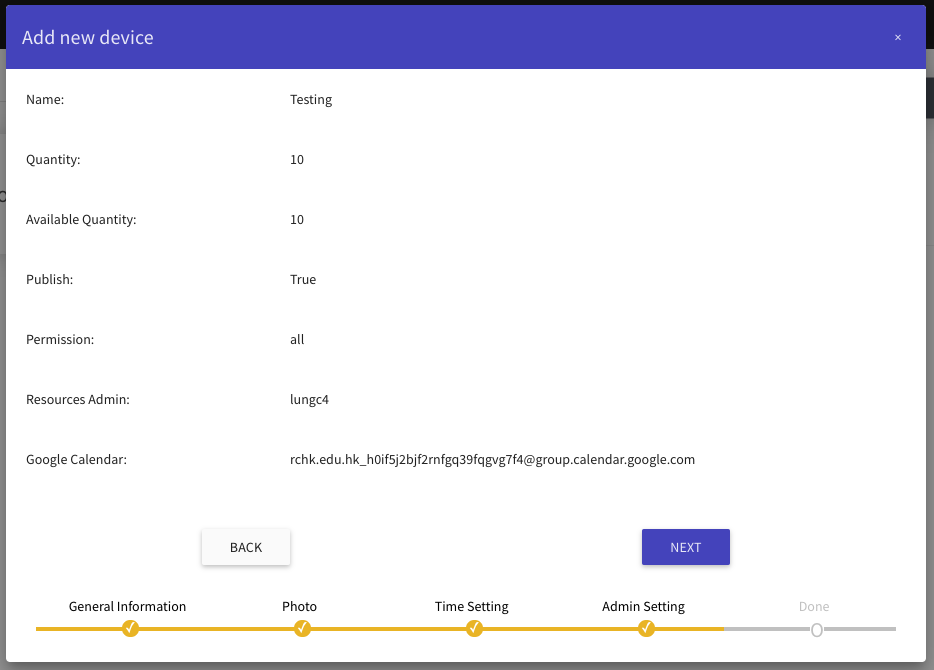 Add new device ×
Name: Testing
Quantity: 10
Available Quantity: 10
Publish: True
Permission: all
Resources Admin: lungc4
Google Calendar: rchk.edu.hk_h0if5j2bjf2rnfgq39fqgvg7f4@group.calendar.google.com
BACK NEXT
General Information Photo Time Setting Admin Setting Done